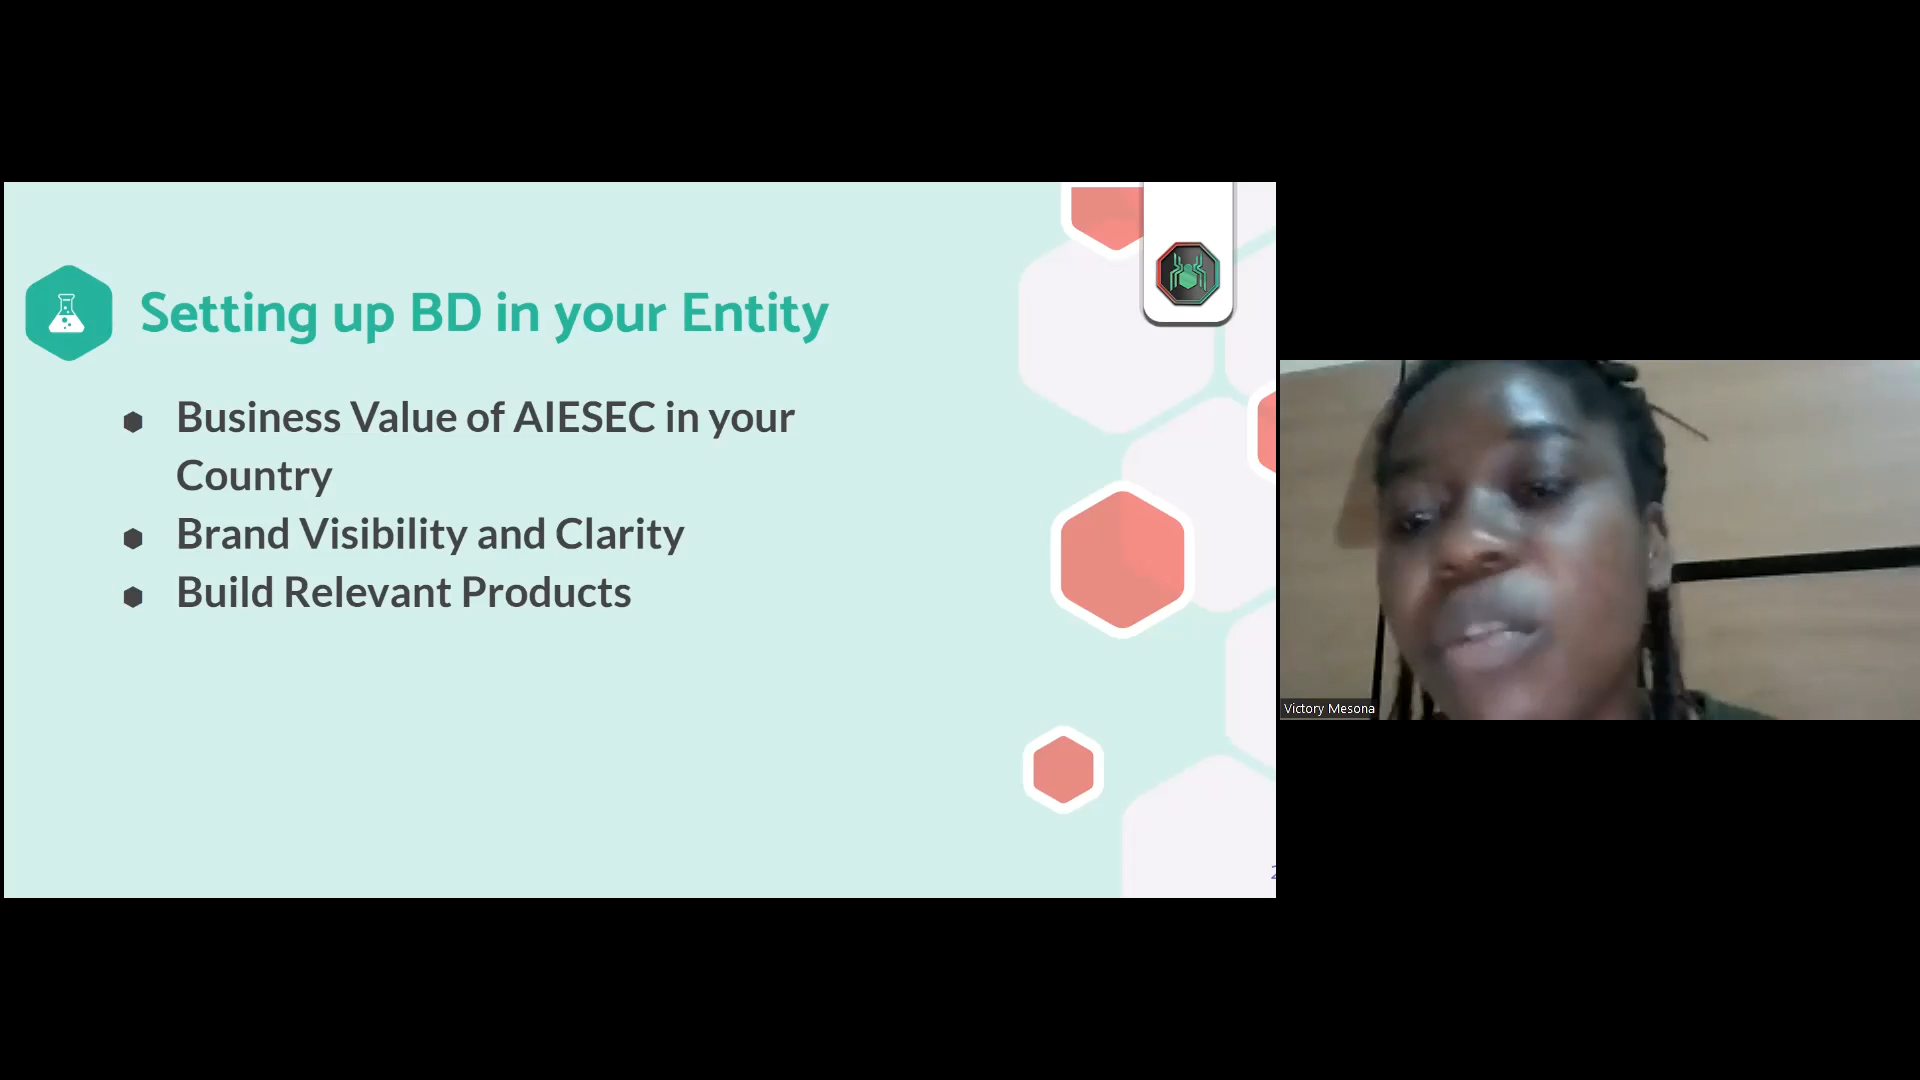 Setting up BD in your Entity
Business Value of AIESEC in your
Country
Brand Visibility and Clarity
Build Relevant Products
Victory Mesona